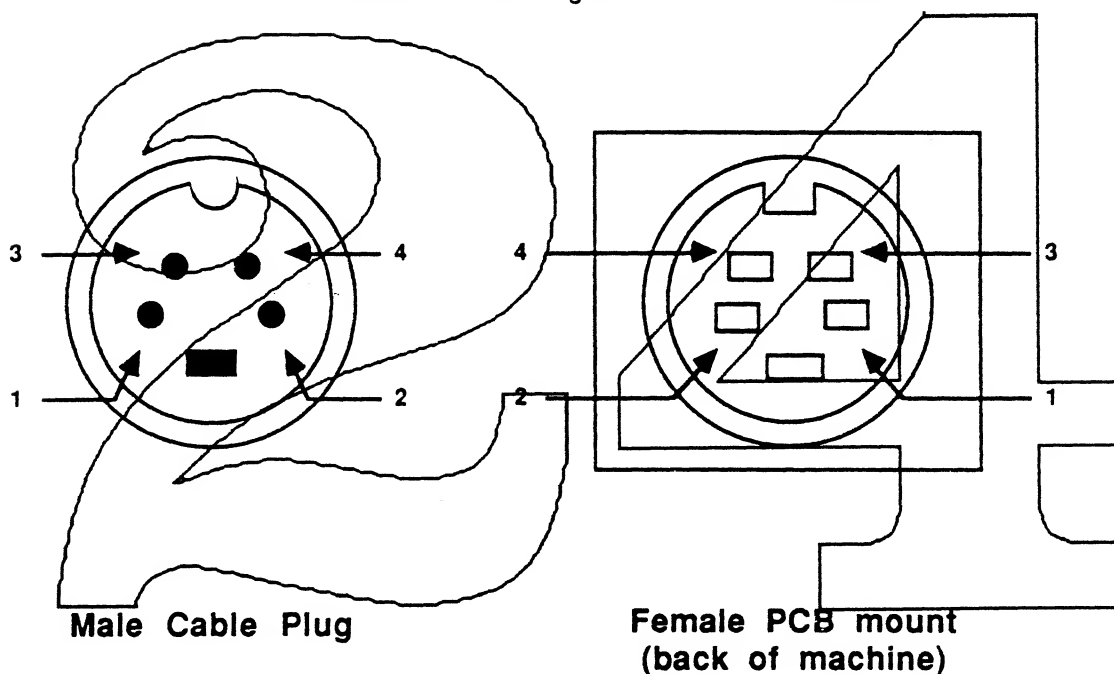 3 4 4 3
1 2 2 1
Male Cable Plug
Female PCB mount
(back of machine)